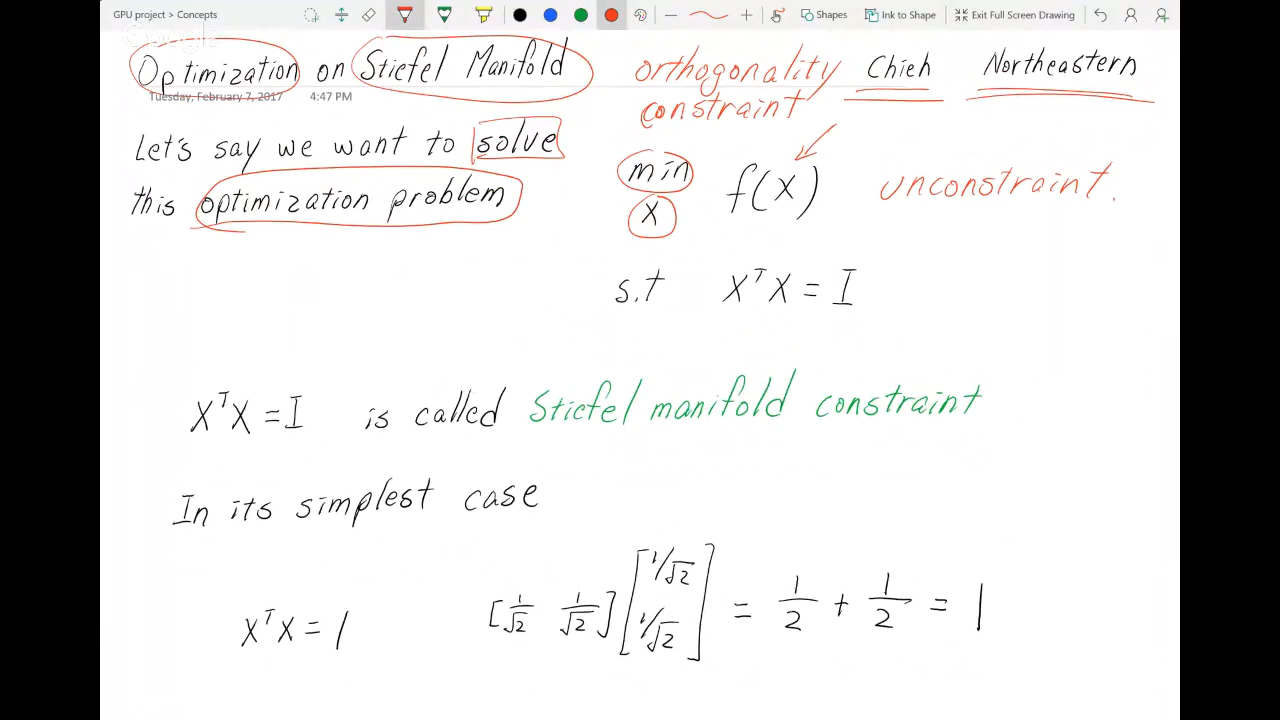 GPU project > Concepts
Shapes
Ink to Shape
Exit Full Screen Drawing
Google
Optimization on Stiefel Manifold
orthogonality
constraint
Chieh Northeastern
Tuesday, February 7, 2017 4:47 PM
Let's say we want to solve
this optimization problem
min f(X) unconstraint.
X
s.t X^T X = I
X^T X = I is called Stiefel manifold constraint
In its simplest case
X^T X = 1 [1/√2 1/√2] [1/√2 1/√2] = 1/2 + 1/2 = 1